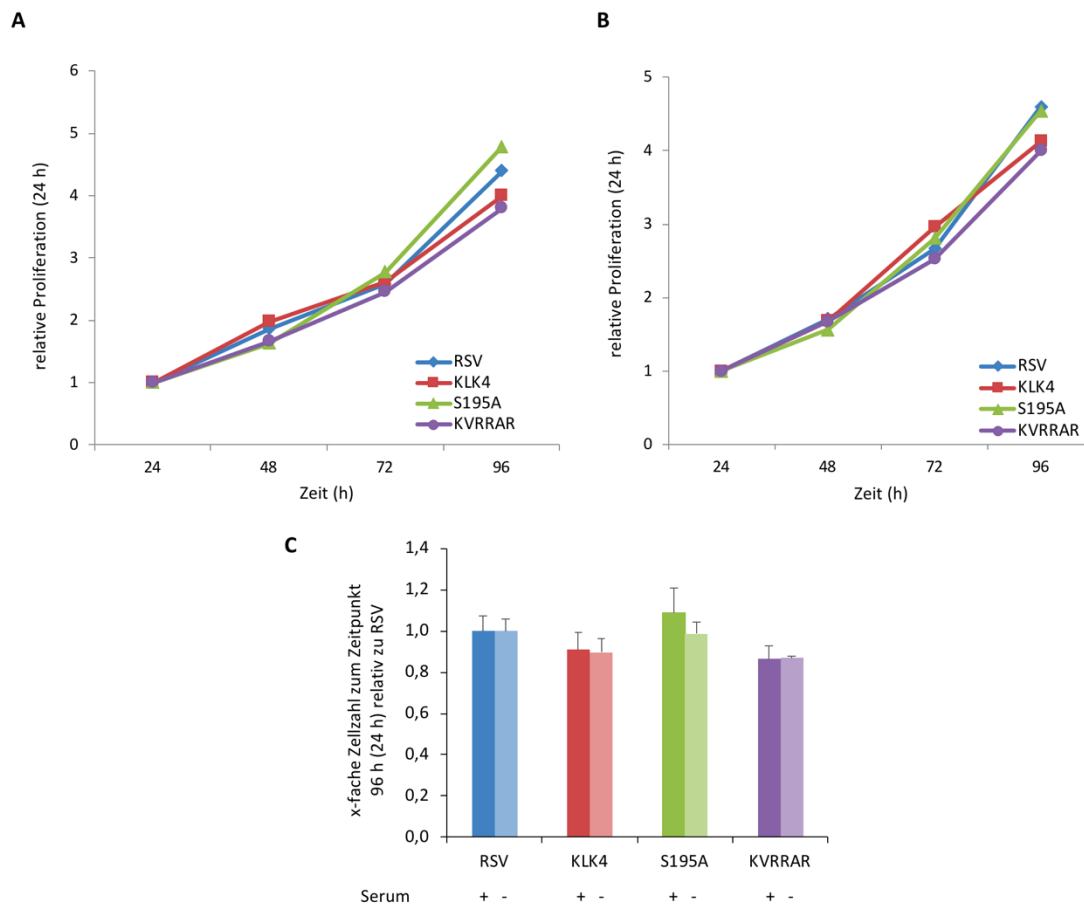 A
relative Proliferation (24 h)
6
5
4
3
2
1
0
24 48 72 96
Zeit (h)
RSV
KLK4
S195A
KVRRAR
B
relative Proliferation (24 h)
5
4
3
2
1
0
24 48 72 96
Zeit (h)
RSV
KLK4
S195A
KVRRAR
C
x-fache Zellzahl zum Zeitpunkt
96 h (24 h) relativ zu RSV
1,4
1,2
1,0
0,8
0,6
0,4
0,2
0,0
RSV KLK4 S195A KVRRAR
Serum + - + - + - + -